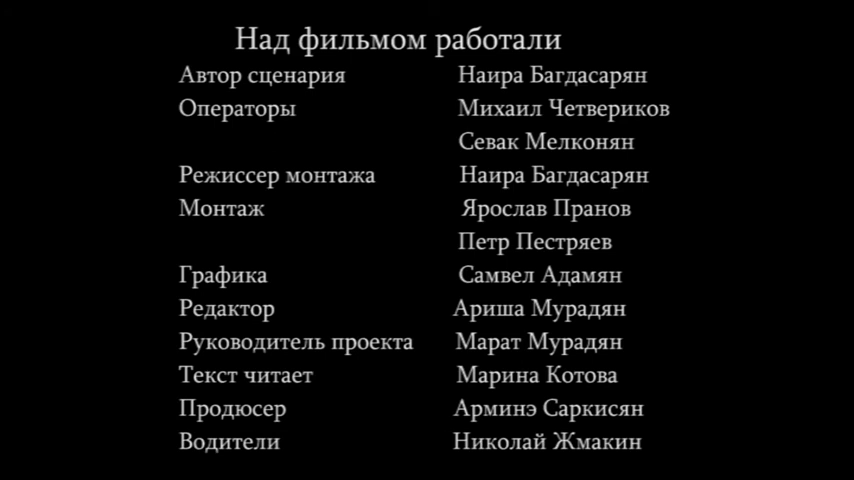 Над фильмом работали
Автор сценария Наира Багдасарян
Операторы Михаил Четвериков
Севак Мелконян
Режиссер монтажа Наира Багдасарян
Монтаж Ярослав Пранов
Петр Пестряев
Графика Самвел Адамян
Редактор Ариша Мурадян
Руководитель проекта Марат Мурадян
Текст читает Марина Котова
Продюсер Арминэ Саркисян
Водители Николай Жмакин